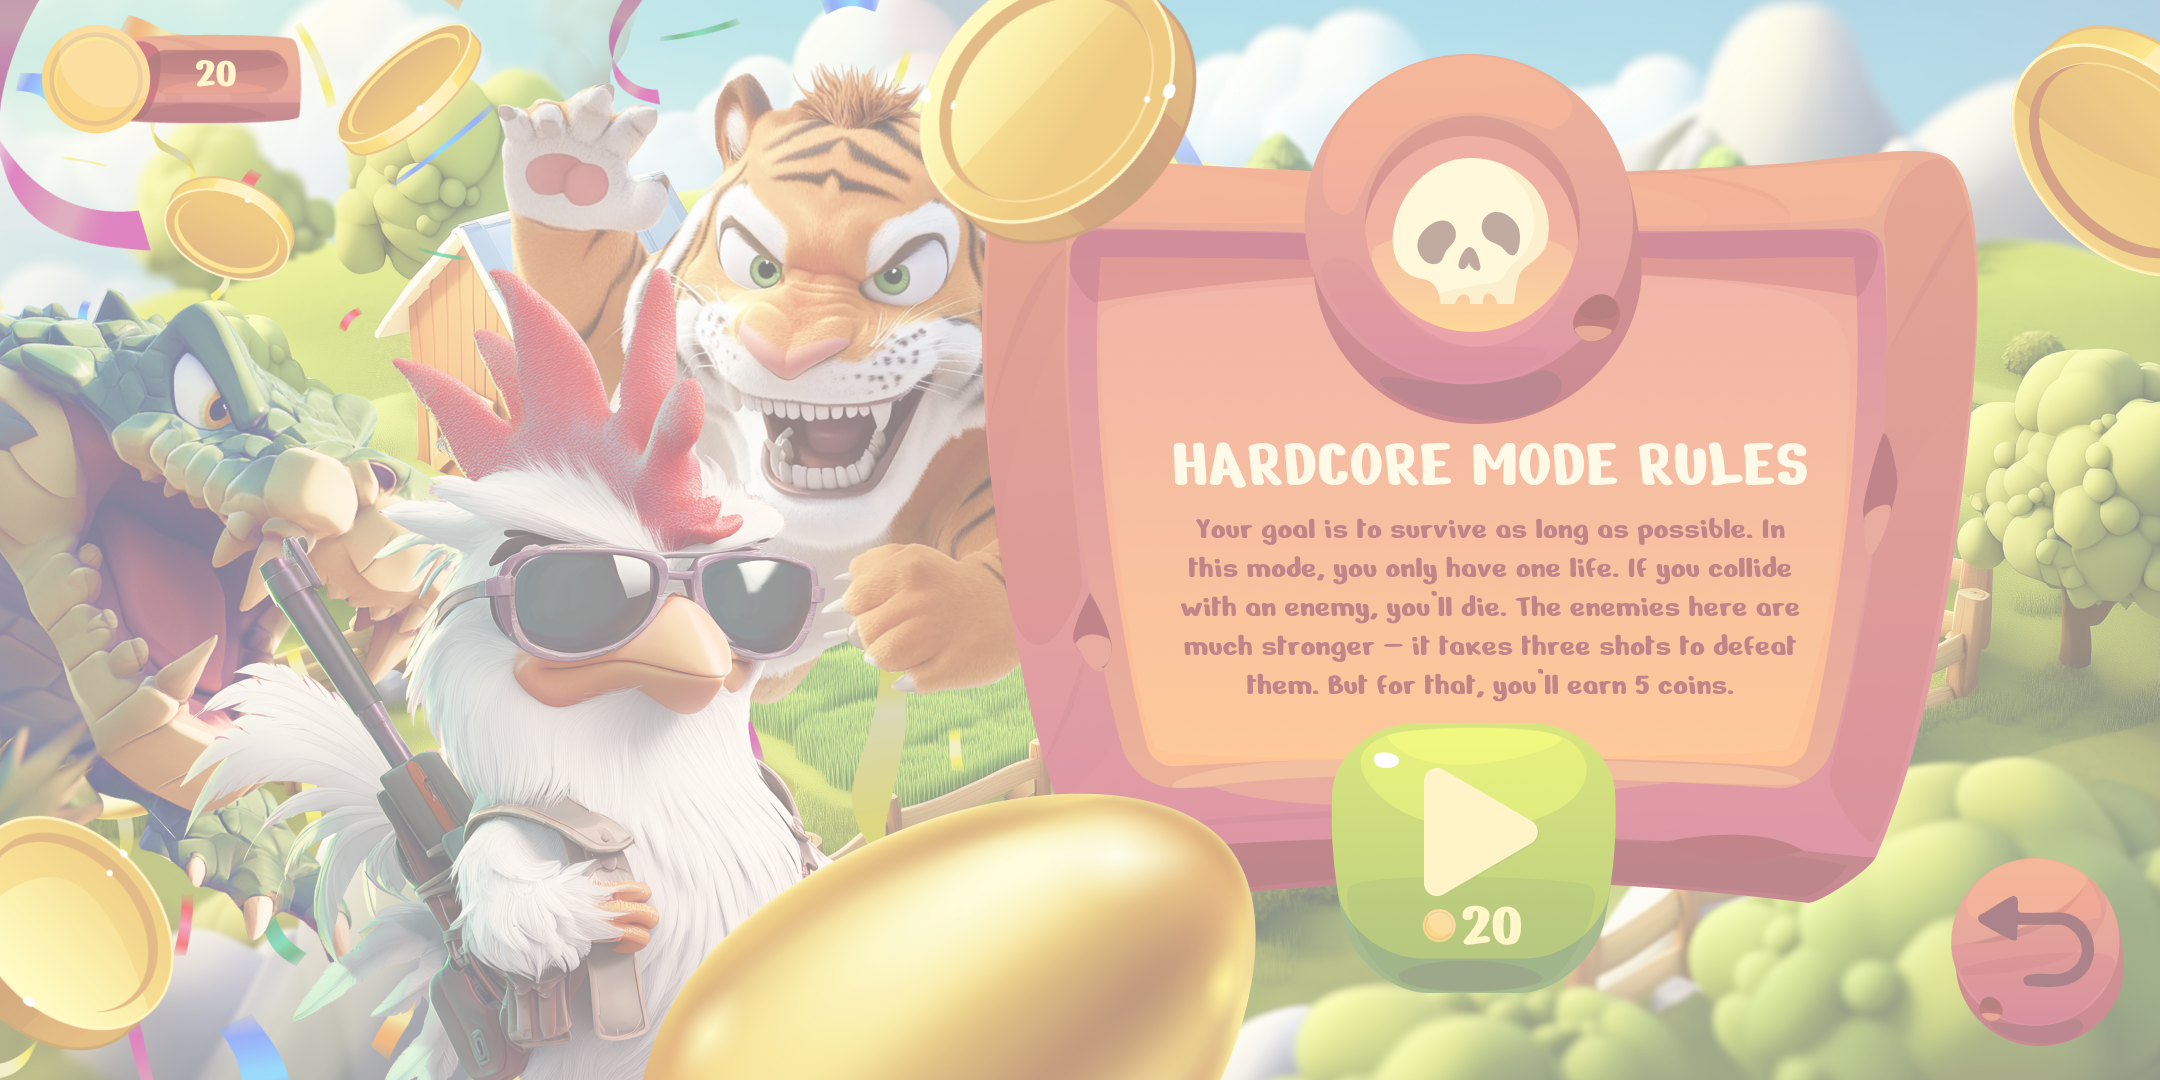 20
HARDCORE MODE RULES
Your goal is to survive as long as possible. In
this mode, you only have one life. If you collide
with an enemy, you'll die. The enemies here are
much stronger – it takes three shots to defeat
them. But for that, you'll earn 5 coins.
20